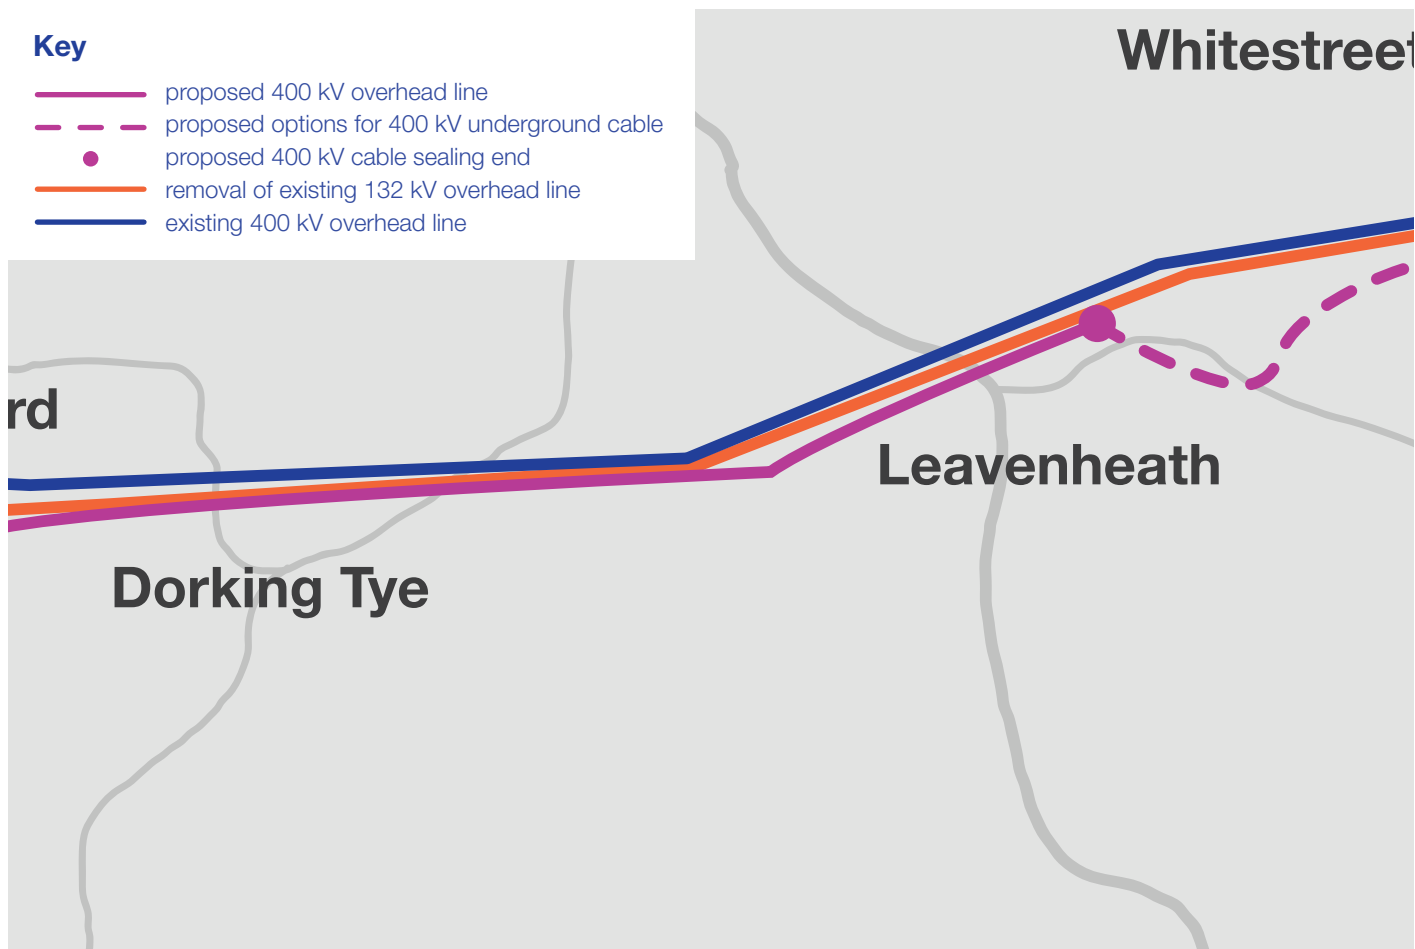 Key
proposed 400 kV overhead line
proposed options for 400 kV underground cable
proposed 400 kV cable sealing end
removal of existing 132 kV overhead line
existing 400 kV overhead line
Whitestreet
rd
Leavenheath
Dorking Tye